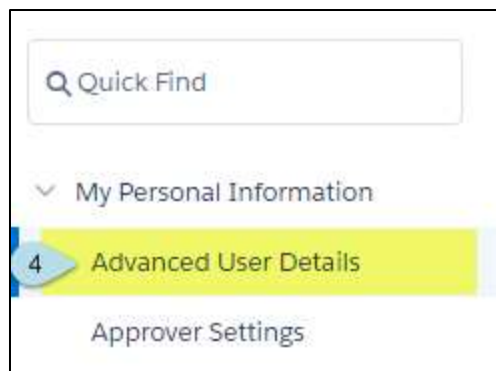 Quick Find
My Personal Information
4 Advanced User Details
Approver Settings